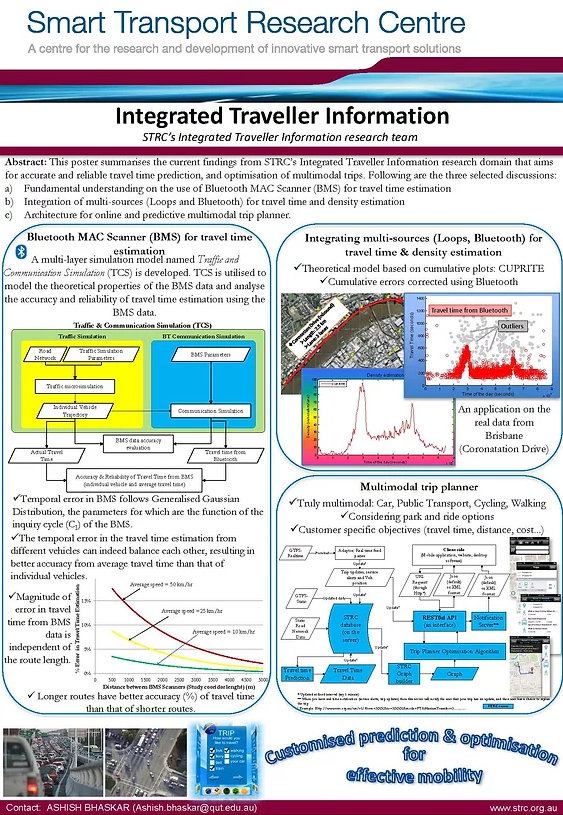 Smart Transport Research Centre
A centre for the research and development of innovative smart transport solutions
Integrated Traveller Information
STRC's Integrated Traveller Information research team
Abstract: This poster summarises the current findings from STRC's Integrated Traveller Information research domain that aims
for accurate and reliable travel time prediction, and optimisation of multimodal trips. Following are the three selected discussions:
a) Fundamental understanding on the use of Bluetooth MAC Scanner (BMS) for travel time estimation
b) Integration of multi-sources (Loops and Bluetooth) for travel time and density estimation
c) Architecture for online and predictive multimodal trip planner.
Bluetooth MAC Scanner (BMS) for travel time
estimation
A multi-layer simulation model named Traffic and
Communication Simulation (TCS) is developed. TCS is utilised to
model the theoretical properties of the BMS data and analyse
the accuracy and reliability of travel time estimation using the
BMS data.
Traffic & Communication Simulation (TCS)
Traffic Simulation
BT Communication Simulation
Road
Network
Traffic Simulation
Parameters
BMS Parameters
Traffic microsimulation
Individual Vehicle
Trajectory
Communication Simulation
BMS data accuracy
evaluation
Actual Travel
Time
Travel time from
Bluetooth
Accuracy & Reliability of Travel Time from BMS
(individual vehicle and average travel time)
✓Temporal error in BMS follows Generalised Gaussian
Distribution, the parameters for which are the function of the
inquiry cycle (CI) of the BMS.
✓The temporal error in the travel time estimation from
different vehicles can indeed balance each other, resulting in
better accuracy from average travel time than that of
individual vehicles.
✓Magnitude of
error in travel
time from BMS
data is
independent of
the route length.
% Error in Travel Time Estimation
Average speed = 50 km/hr
Average speed =25 km/hr
Average speed = 10 km/hr
0 500 1000 1500 2000 2500 3000 3500 4000 4500 5000
Distance between BMS Scanners (Study corridor length) (m)
✓ Longer routes have better accuracy (%) of travel time
than that of shorter routes.
Integrating multi-sources (Loops, Bluetooth) for
travel time & density estimation
✓Theoretical model based on cumulative plots: CUPRITE
✓Cumulative errors corrected using Bluetooth
Travel time from Bluetooth
Outliers
Travel Time (seconds)
Time of the day (seconds)
Density estimation
Time of the day (seconds)
An application on the
real data from
Brisbane
(Coronatation Drive)
Multimodal trip planner
✓Truly multimodal: Car, Public Transport, Cycling, Walking
✓Considering park and ride options
✓Customer specific objectives (travel time, distance, cost...)
GTFS-
Realtime
Adaptor: Real time feed
parser
Client side
(Mobile application, website, desktop
software)
Trip updates, service
alerts and Veh
position
URL
Request
(through
Http)
Json
(default)
or XML
format
Json
(default)
or XML
format
GTFS-
Static
State
Road
Network
Data
STRC
database
(on the
server)
RESTful API
(an interface)
Notification
Server**
Trip Planner Optimisation Algorithm
Travel time
Prediction
Travel Time
Data
STRC
Graph
builder
Graph
TRIP
How would you
like to travel?
Customised prediction & optimisation
for
effective mobility
Contact: ASHISH BHASKAR (Ashish.bhaskar@qut.edu.au)
www.strc.org.au